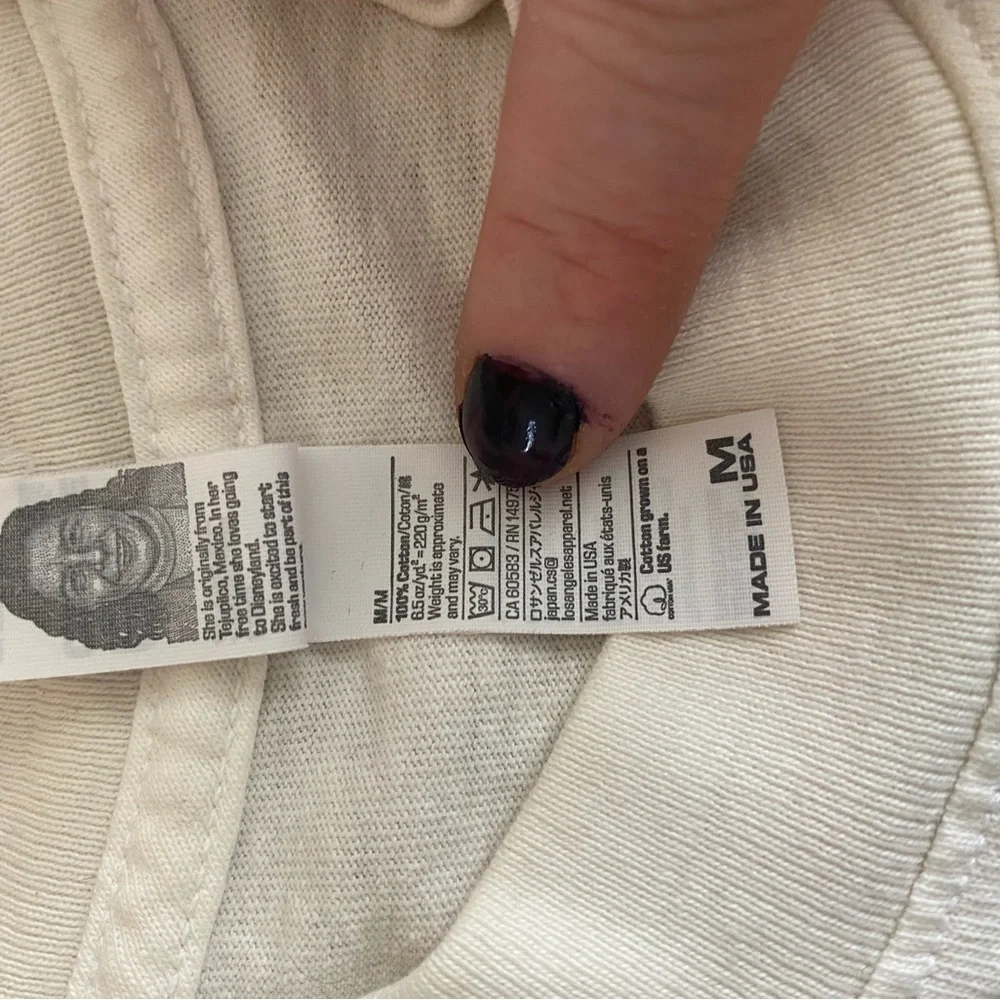 She is originally from
Tejupilco, Mexico. In her
free time she loves going
to Disneyland.
She is excited to start
fresh and be part of this
M/M
100% Cotton/Coton/綿
6.5 oz/yd² = 220 g/m²
Weight is approximate
and may vary.
30°C
CA 60583 / RN 14975
ロサンゼルスアパレルジャ
japan.cs@
losangelesapparel.net
Made in USA
fabriqué aux états-unis
アメリカ製
Cotton grown on a
US farm.
M
MADE IN USA